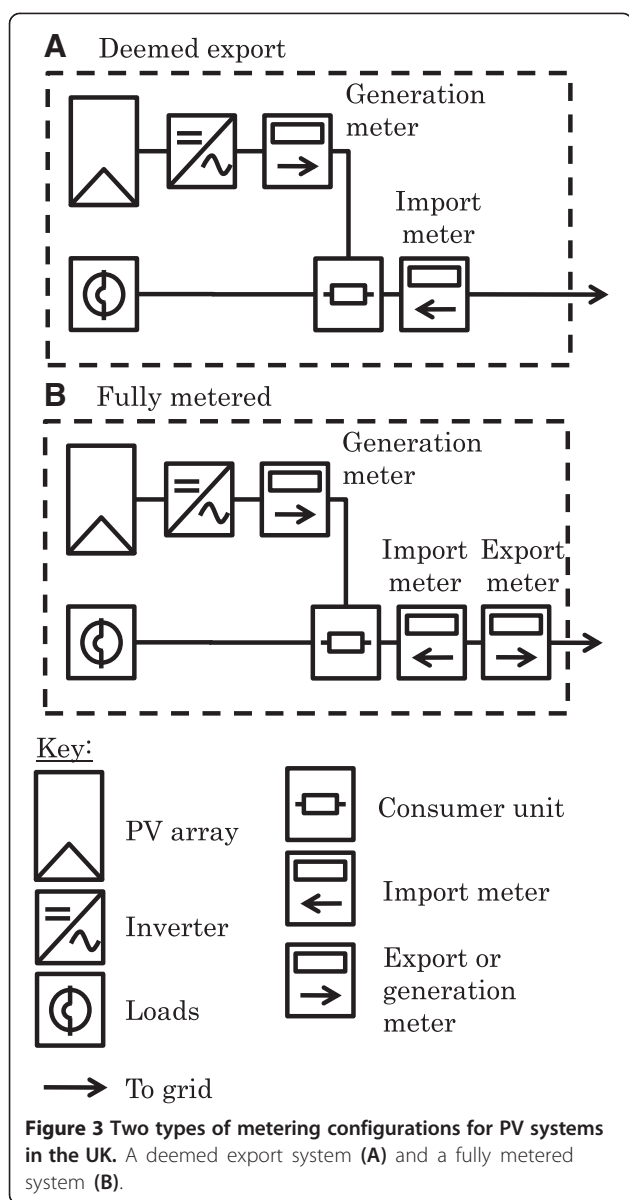 A Deemed export
Generation
meter
Import
meter
B Fully metered
Generation
meter
Import Export
meter meter
Key:
PV array
Inverter
Loads
To grid
Consumer unit
Import meter
Export or
generation
meter
Figure 3 Two types of metering configurations for PV systems
in the UK. A deemed export system (A) and a fully metered
system (B).